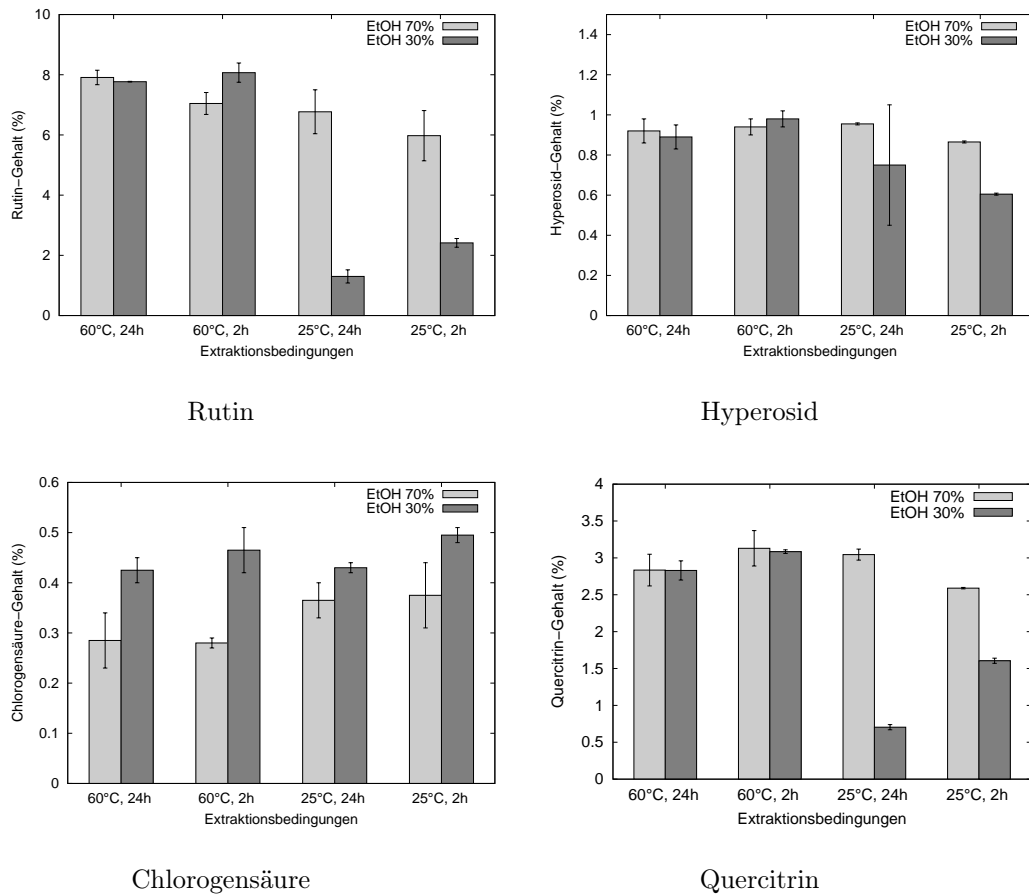 Rutin−Gehalt (%)
10
8
6
4
2
0
EtOH 70%
EtOH 30%
60°C, 24h 60°C, 2h 25°C, 24h 25°C, 2h
Extraktionsbedingungen
Rutin
Hyperosid−Gehalt (%)
1.4
1.2
1
0.8
0.6
0.4
0.2
0
EtOH 70%
EtOH 30%
60°C, 24h 60°C, 2h 25°C, 24h 25°C, 2h
Extraktionsbedingungen
Hyperosid
Chlorogensäure−Gehalt (%)
0.6
0.5
0.4
0.3
0.2
0.1
0
EtOH 70%
EtOH 30%
60°C, 24h 60°C, 2h 25°C, 24h 25°C, 2h
Extraktionsbedingungen
Chlorogensäure
Quercitrin−Gehalt (%)
4
3.5
3
2.5
2
1.5
1
0.5
0
EtOH 70%
EtOH 30%
60°C, 24h 60°C, 2h 25°C, 24h 25°C, 2h
Extraktionsbedingungen
Quercitrin